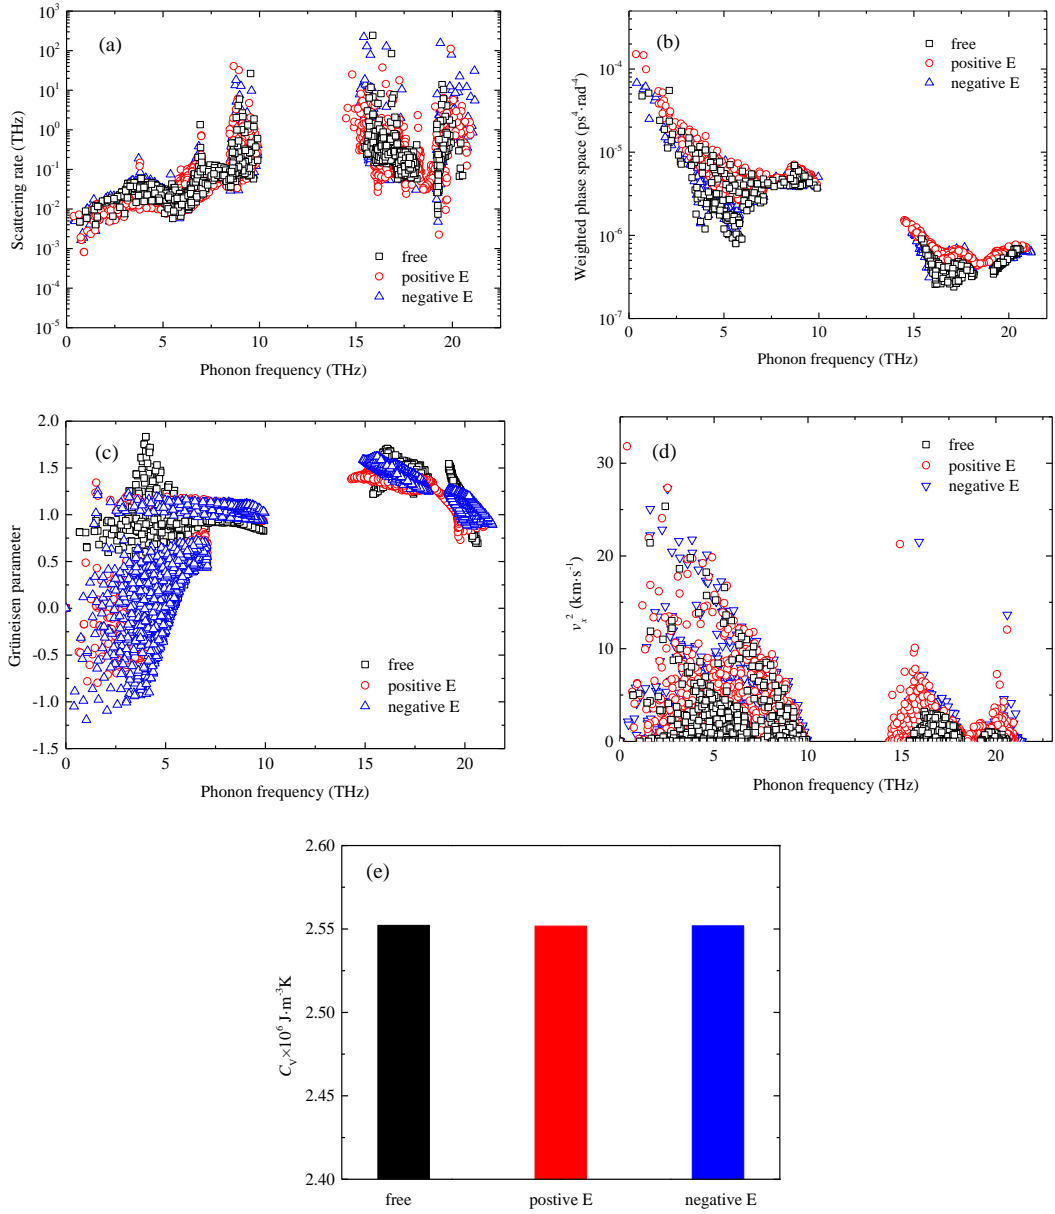 (a)
10³
10²
10¹
10⁰
10⁻¹
10⁻²
10⁻³
10⁻⁴
10⁻⁵
Scattering rate (THz)
free
positive E
negative E
0 5 10 15 20
Phonon frequency (THz)
(b)
10⁻⁴
10⁻⁵
10⁻⁶
10⁻⁷
Weighted phase space (ps⁴·rad⁻⁴)
free
positive E
negative E
0 5 10 15 20
Phonon frequency (THz)
(c)
2.0
1.5
1.0
0.5
0.0
-0.5
-1.0
-1.5
Grüneisen parameter
free
positive E
negative E
0 5 10 15 20
Phonon frequency (THz)
(d)
30
20
10
0
vₓ² (km·s⁻¹)
free
positive E
negative E
0 5 10 15 20
Phonon frequency (THz)
(e)
2.60
2.55
2.50
2.45
2.40
C_V×10⁶ J·m⁻³K
free postive E negative E